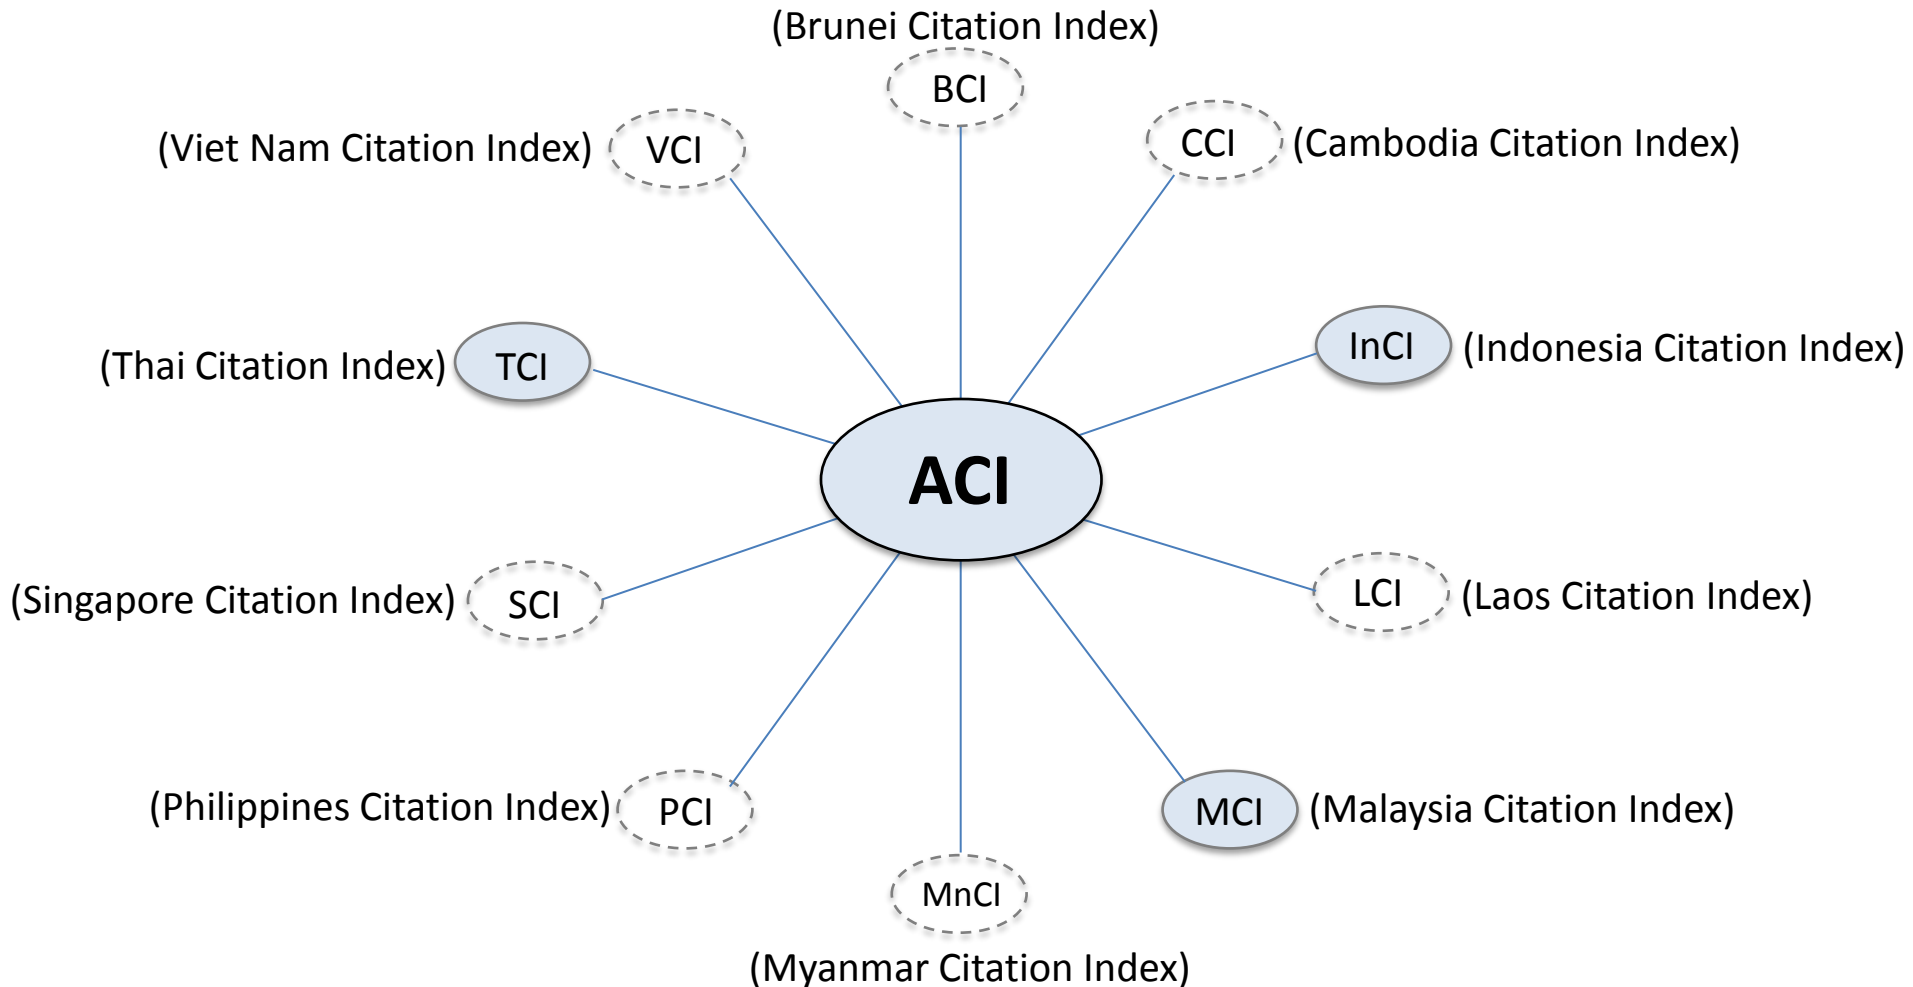 (Brunei Citation Index)
BCI
(Viet Nam Citation Index)
VCI
CCI
(Cambodia Citation Index)
(Thai Citation Index)
TCI
InCI
(Indonesia Citation Index)
ACI
(Singapore Citation Index)
SCI
LCI
(Laos Citation Index)
(Philippines Citation Index)
PCI
MCI
(Malaysia Citation Index)
MnCI
(Myanmar Citation Index)